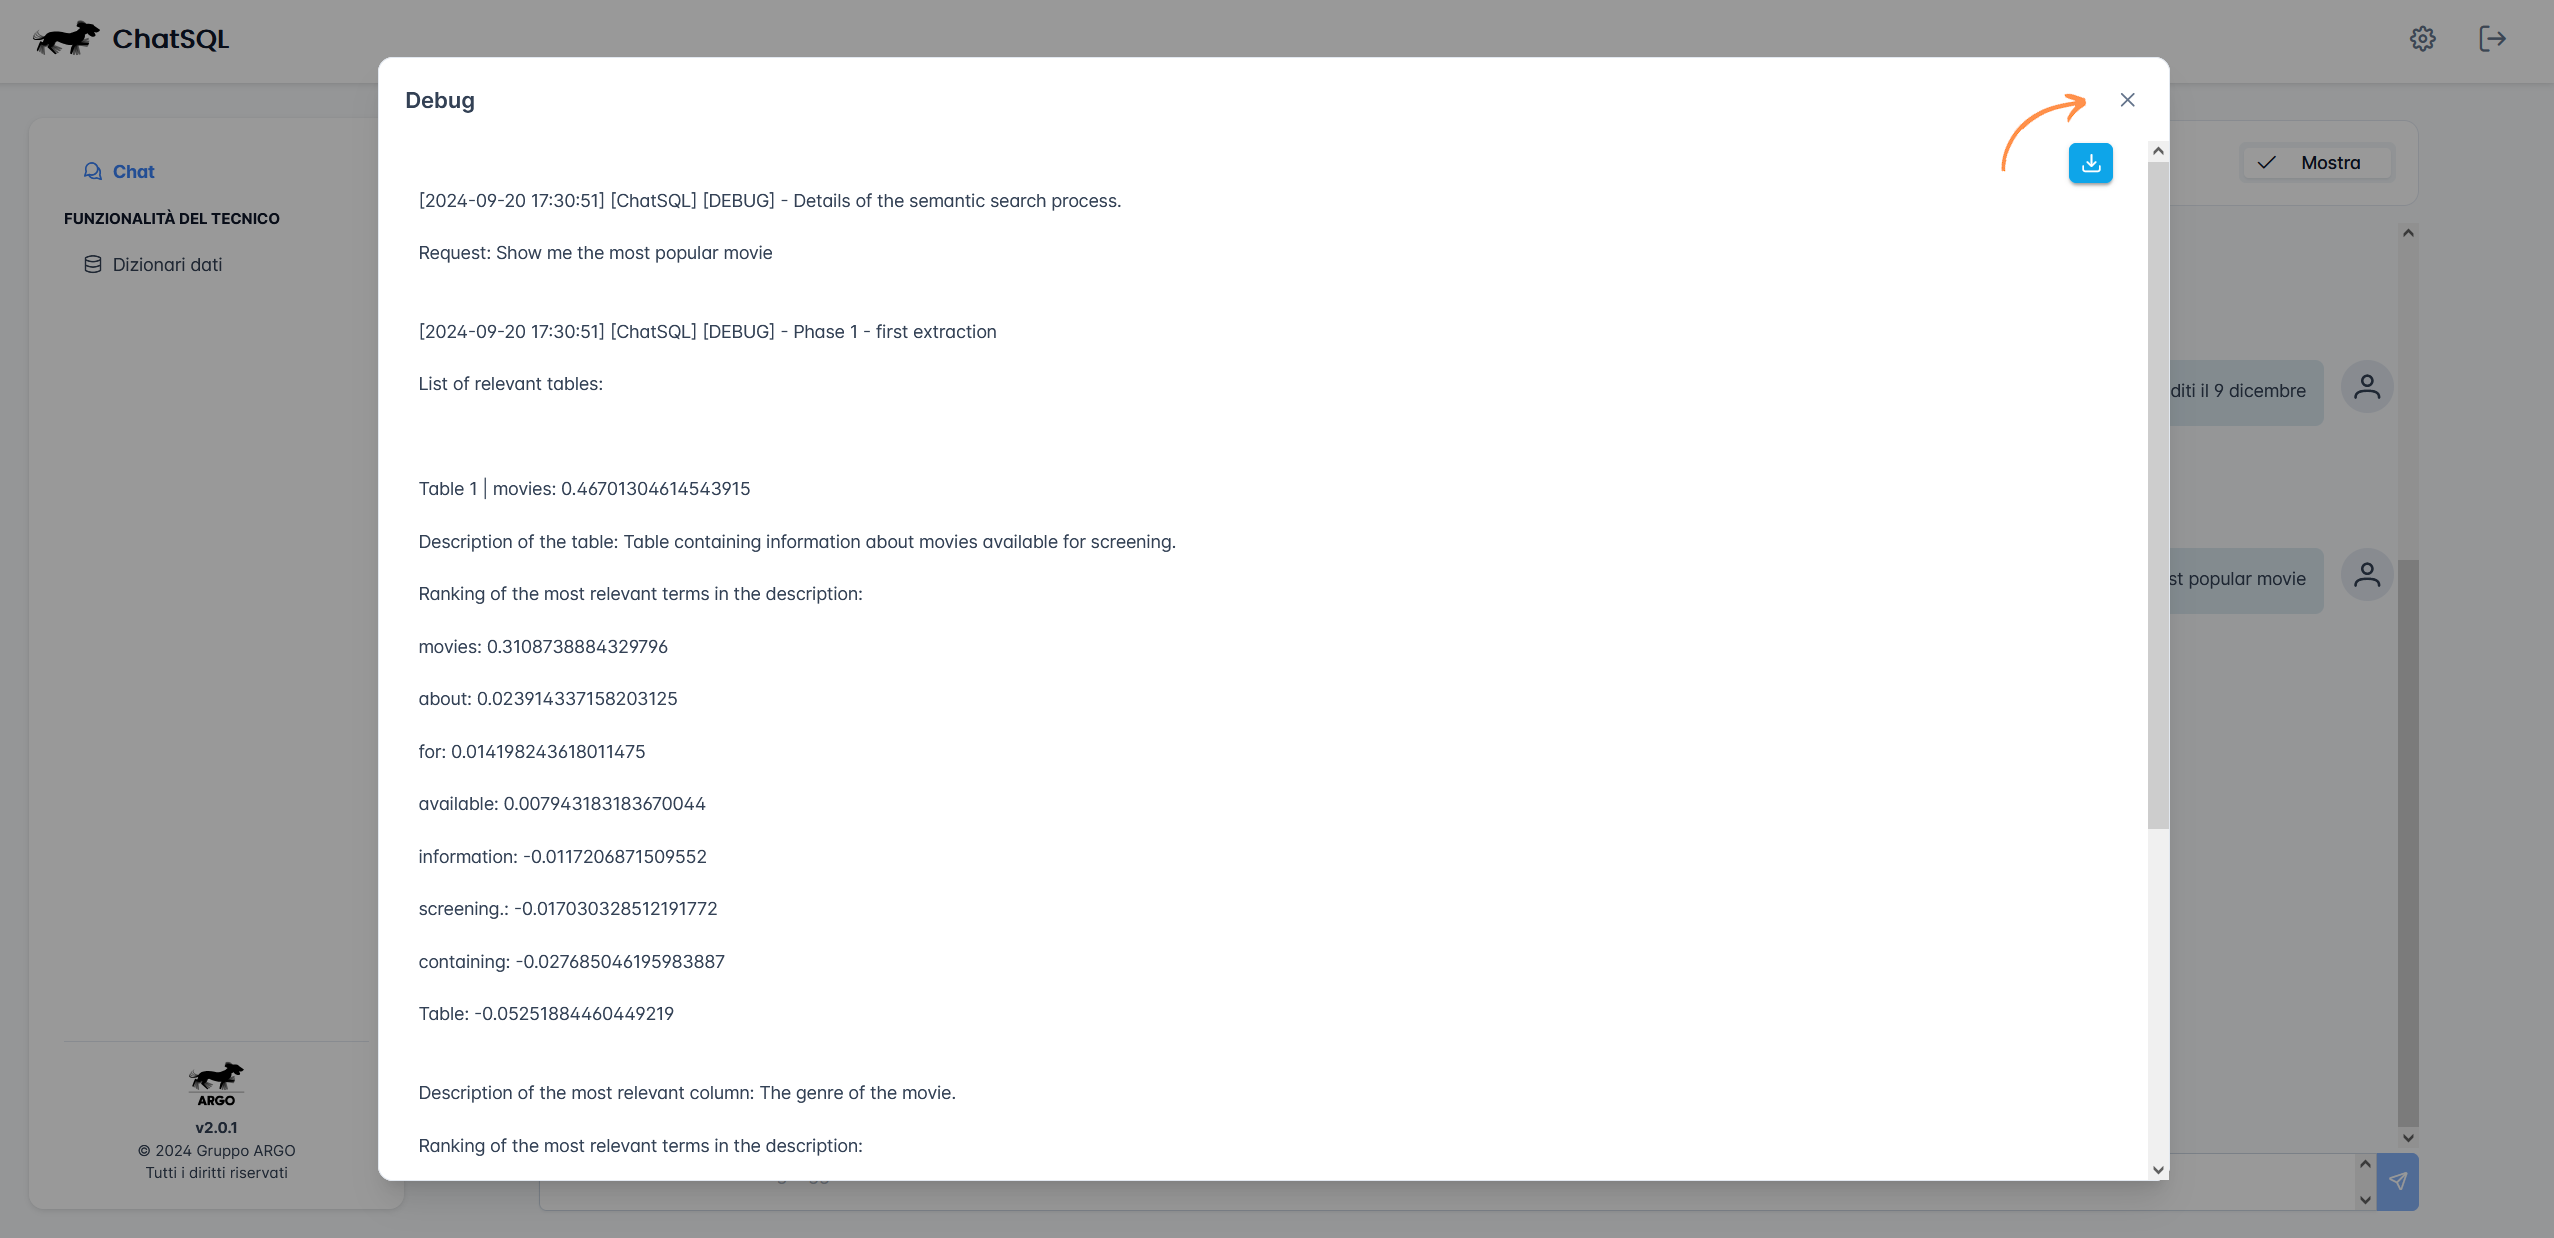 ChatSQL
Debug
Chat
Mostra
FUNZIONALITÀ DEL TECNICO
Dizionari dati
[2024-09-20 17:30:51] [ChatSQL] [DEBUG] - Details of the semantic search process.
Request: Show me the most popular movie
[2024-09-20 17:30:51] [ChatSQL] [DEBUG] - Phase 1 - first extraction
List of relevant tables:
diti il 9 dicembre
Table 1 | movies: 0.46701304614543915
Description of the table: Table containing information about movies available for screening.
st popular movie
Ranking of the most relevant terms in the description:
movies: 0.3108738884329796
about: 0.023914337158203125
for: 0.014198243618011475
available: 0.007943183183670044
information: -0.0117206871509552
screening.: -0.017030328512191772
containing: -0.027685046195983887
Table: -0.05251884460449219
Description of the most relevant column: The genre of the movie.
Ranking of the most relevant terms in the description:
ARGO
v2.0.1
© 2024 Gruppo ARGO
Tutti i diritti riservati